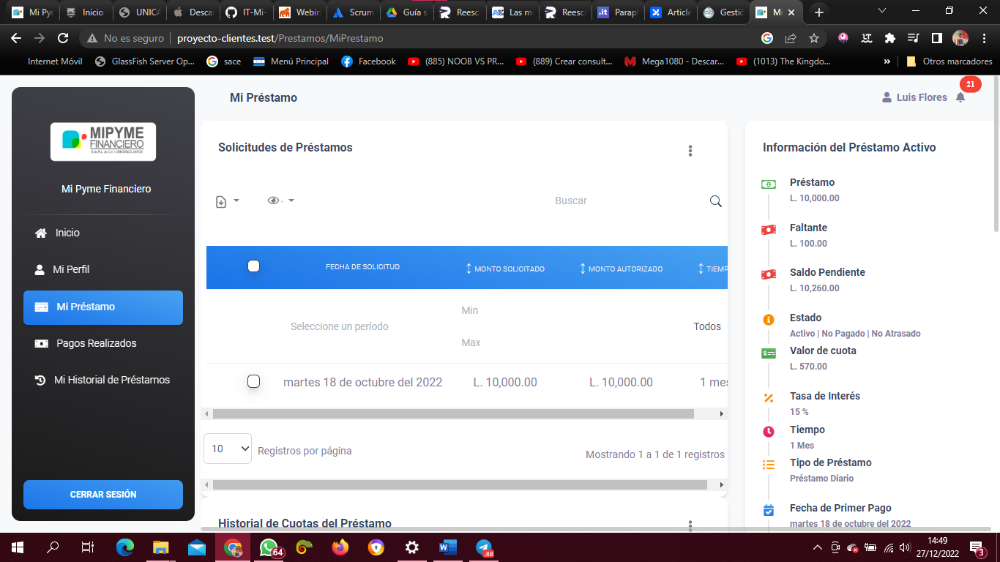 Mi Py
Inicio
UNICA
Descar
IT-Mi-
Webin
Scrum
Guía s
Reescr
Las me
Reescr
Parap
Article
Gestió
Mi
No es seguro
proyecto-clientes.test/Prestamos/MiPrestamo
Internet Móvil
GlassFish Server Op...
sace
Menú Principal
Facebook
(885) NOOB VS PR...
(889) Crear consult...
Mega1080 - Descar...
(1013) The Kingdo...
»
Otros marcadores
MIPYME
FINANCIERO
Mi Pyme Financiero
Inicio
Mi Perfil
Mi Préstamo
Pagos Realizados
Mi Historial de Préstamos
CERRAR SESIÓN
Mi Préstamo
Luis Flores
21
Solicitudes de Préstamos
Buscar
FECHA DE SOLICITUD
MONTO SOLICITADO
MONTO AUTORIZADO
TIEMP
Seleccione un período
Min
Max
Todos
martes 18 de octubre del 2022
L. 10,000.00
L. 10,000.00
1 mes
10
Registros por página
Mostrando 1 a 1 de 1 registros
Historial de Cuotas del Préstamo
Información del Préstamo Activo
Préstamo
L. 10,000.00
Faltante
L. 100.00
Saldo Pendiente
L. 10,260.00
Estado
Activo | No Pagado | No Atrasado
Valor de cuota
L. 570.00
Tasa de Interés
15 %
Tiempo
1 Mes
Tipo de Préstamo
Préstamo Diario
Fecha de Primer Pago
martes 18 de octubre del 2022
64
88
14:49
27/12/2022
3